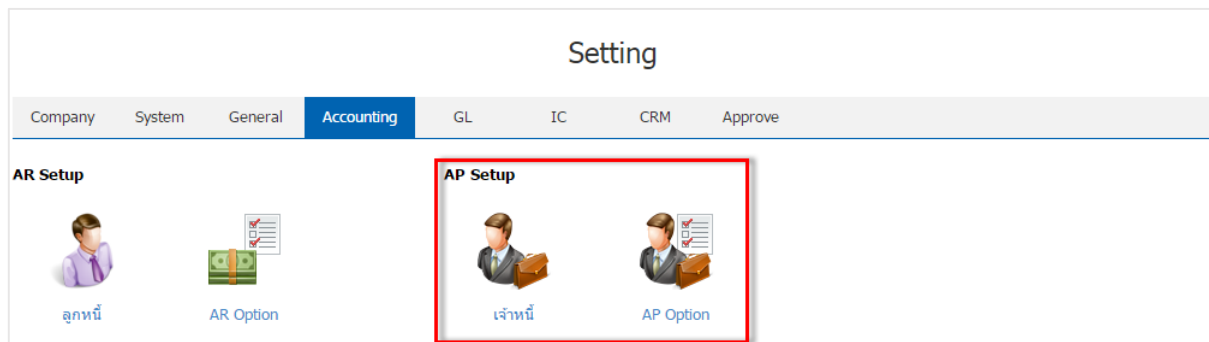 Setting
Company System General Accounting GL IC CRM Approve
AR Setup AP Setup
ลูกหนี้ AR Option เจ้าหนี้ AP Option